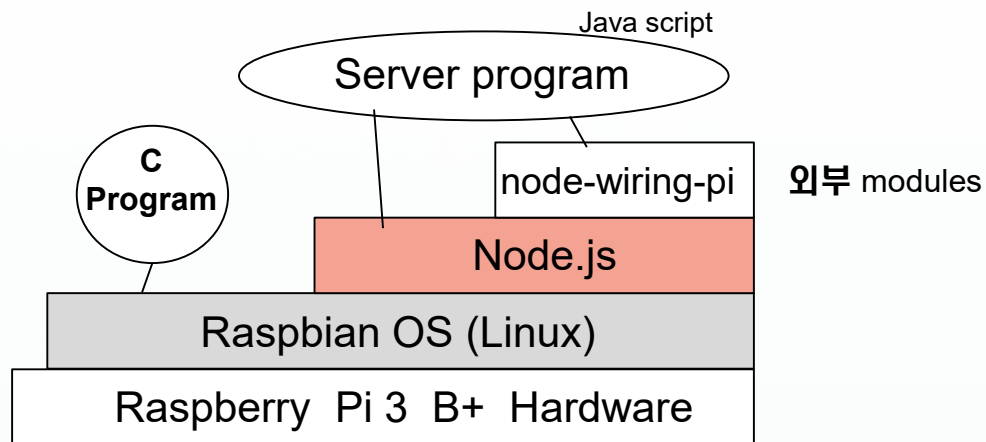 Java script
Server program
C
Program
node-wiring-pi
외부 modules
Node.js
Raspbian OS (Linux)
Raspberry Pi 3 B+ Hardware